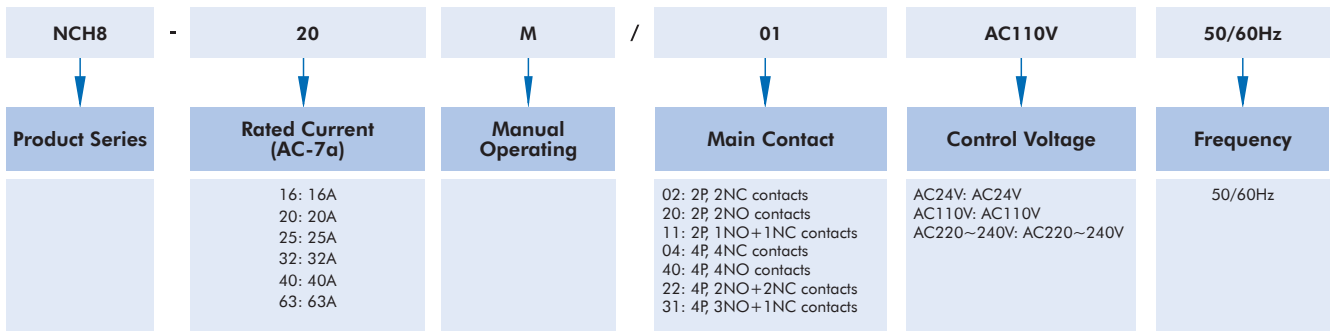 NCH8 - 20 M / 01 AC110V 50/60Hz
Product Series
Rated Current
(AC-7a)
Manual
Operating
Main Contact
Control Voltage
Frequency
16: 16A
20: 20A
25: 25A
32: 32A
40: 40A
63: 63A
02: 2P, 2NC contacts
20: 2P, 2NO contacts
11: 2P, 1NO+1NC contacts
04: 4P, 4NC contacts
40: 4P, 4NO contacts
22: 4P, 2NO+2NC contacts
31: 4P, 3NO+1NC contacts
AC24V: AC24V
AC110V: AC110V
AC220~240V: AC220~240V
50/60Hz